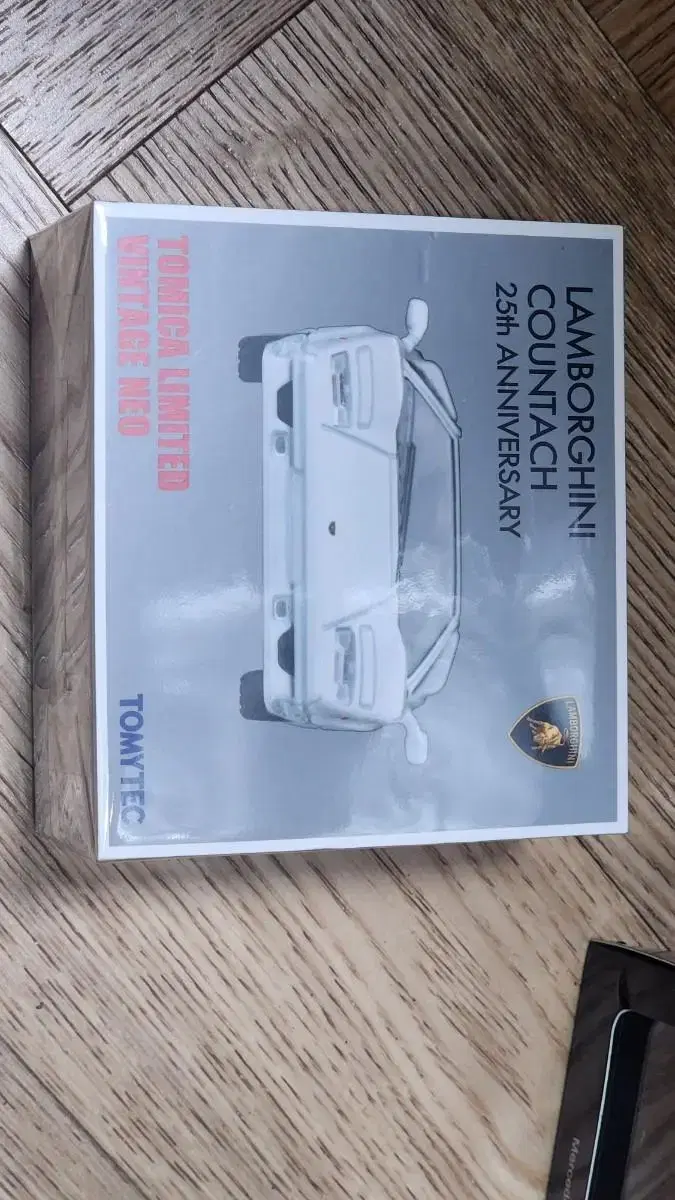 LAMBORGHINI
COUNTACH
25th ANNIVERSARY
LAMBORGHINI
TOMICA LIMITED
VINTAGE NEO
TOMYTEC